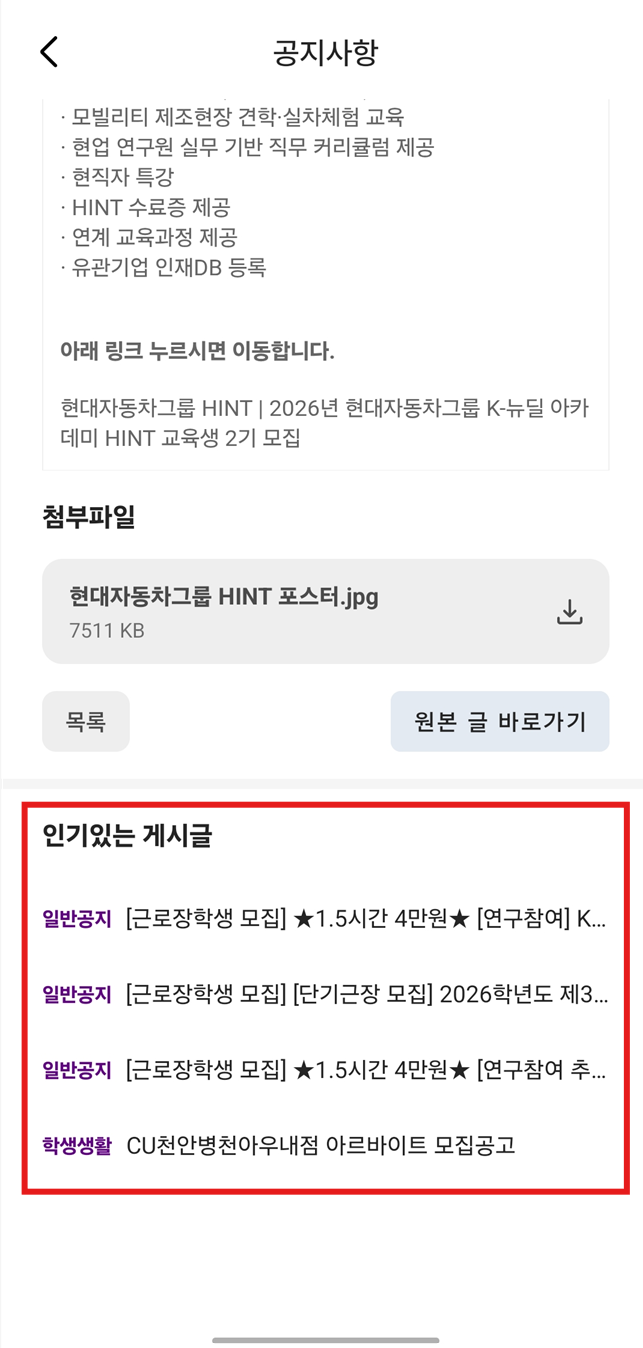 공지사항
· 모빌리티 제조현장 견학·실차체험 교육
· 현업 연구원 실무 기반 직무 커리큘럼 제공
· 현직자 특강
· HINT 수료증 제공
· 연계 교육과정 제공
· 유관기업 인재DB 등록
아래 링크 누르시면 이동합니다.
현대자동차그룹 HINT | 2026년 현대자동차그룹 K-뉴딜 아카
데미 HINT 교육생 2기 모집
첨부파일
현대자동차그룹 HINT 포스터.jpg
7511 KB
목록
원본 글 바로가기
인기있는 게시글
일반공지 [근로장학생 모집] ★1.5시간 4만원★ [연구참여] K...
일반공지 [근로장학생 모집] [단기근장 모집] 2026학년도 제3...
일반공지 [근로장학생 모집] ★1.5시간 4만원★ [연구참여 추...
학생생활 CU천안병천아우내점 아르바이트 모집공고